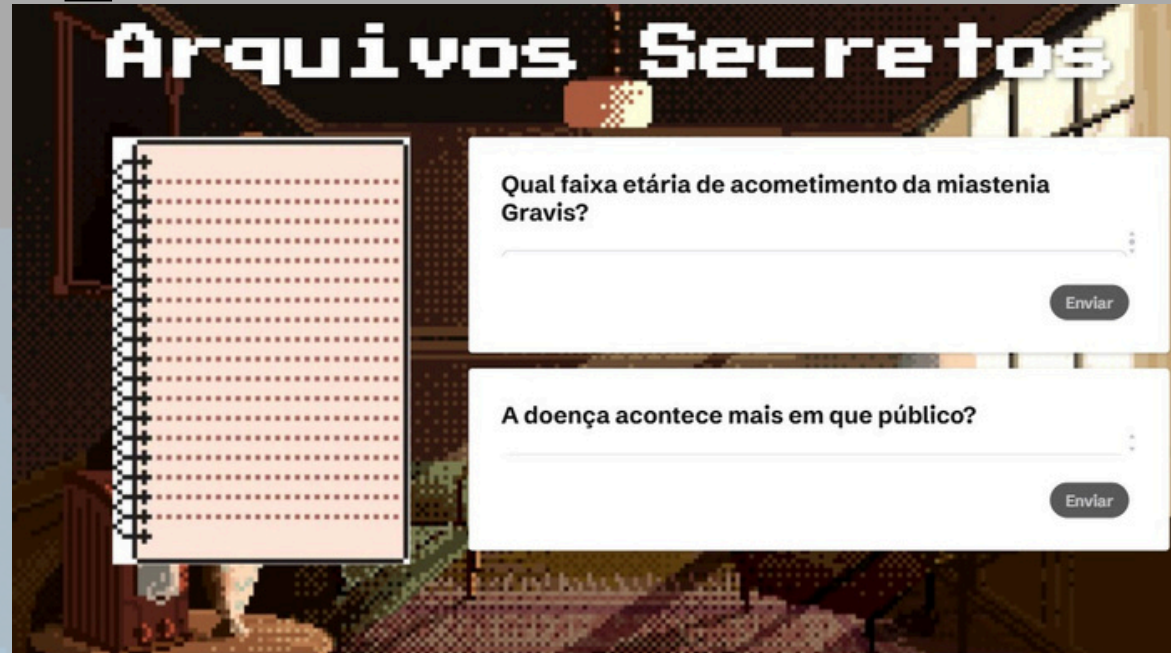 Arquivos Secretos
Qual faixa etária de acometimento da miastenia
Gravis?
Enviar
A doença acontece mais em que público?
Enviar